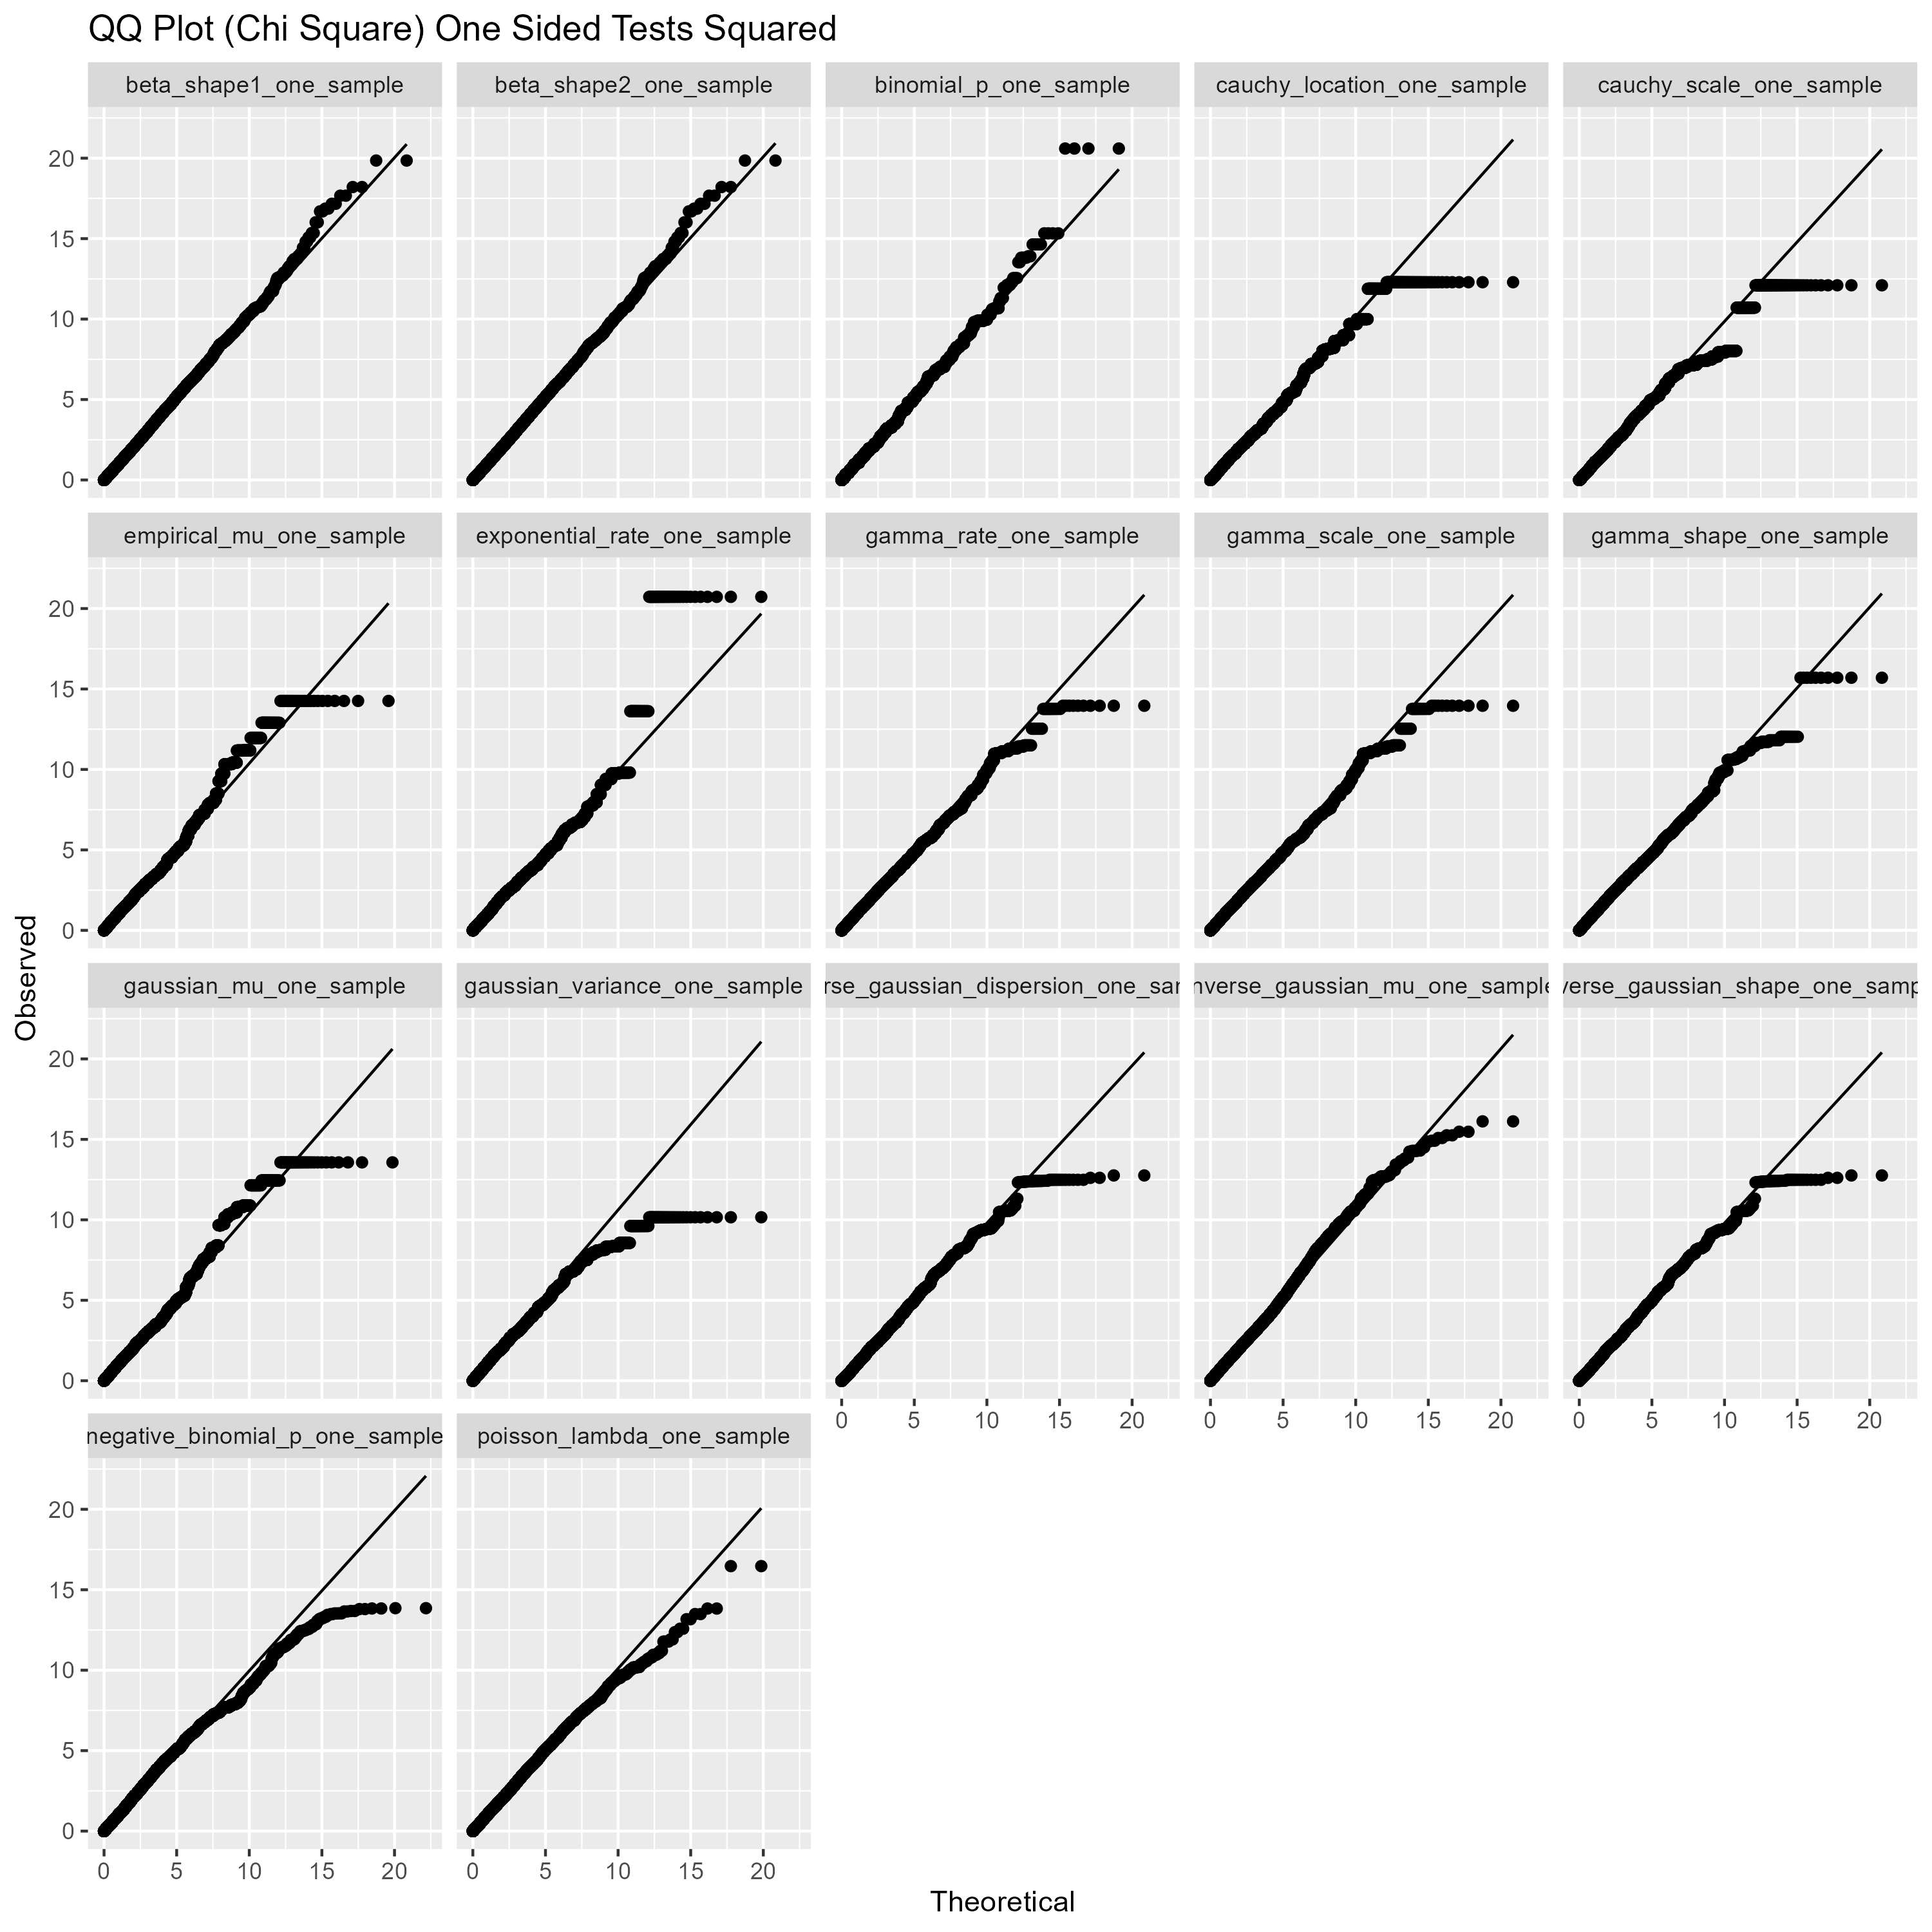 QQ Plot (Chi Square) One Sided Tests Squared
beta_shape1_one_sample
beta_shape2_one_sample
binomial_p_one_sample
cauchy_location_one_sample
cauchy_scale_one_sample
20
15
10
5
0
empirical_mu_one_sample
exponential_rate_one_sample
gamma_rate_one_sample
gamma_scale_one_sample
gamma_shape_one_sample
20
15
10
5
0
Observed
gaussian_mu_one_sample
gaussian_variance_one_sample
rse_gaussian_dispersion_one_sar
nverse_gaussian_mu_one_sample
verse_gaussian_shape_one_samp
20
15
10
5
0
0 5 10 15 20
0 5 10 15 20
0 5 10 15 20
negative_binomial_p_one_sample
poisson_lambda_one_sample
20
15
10
5
0
0 5 10 15 20
0 5 10 15 20
Theoretical